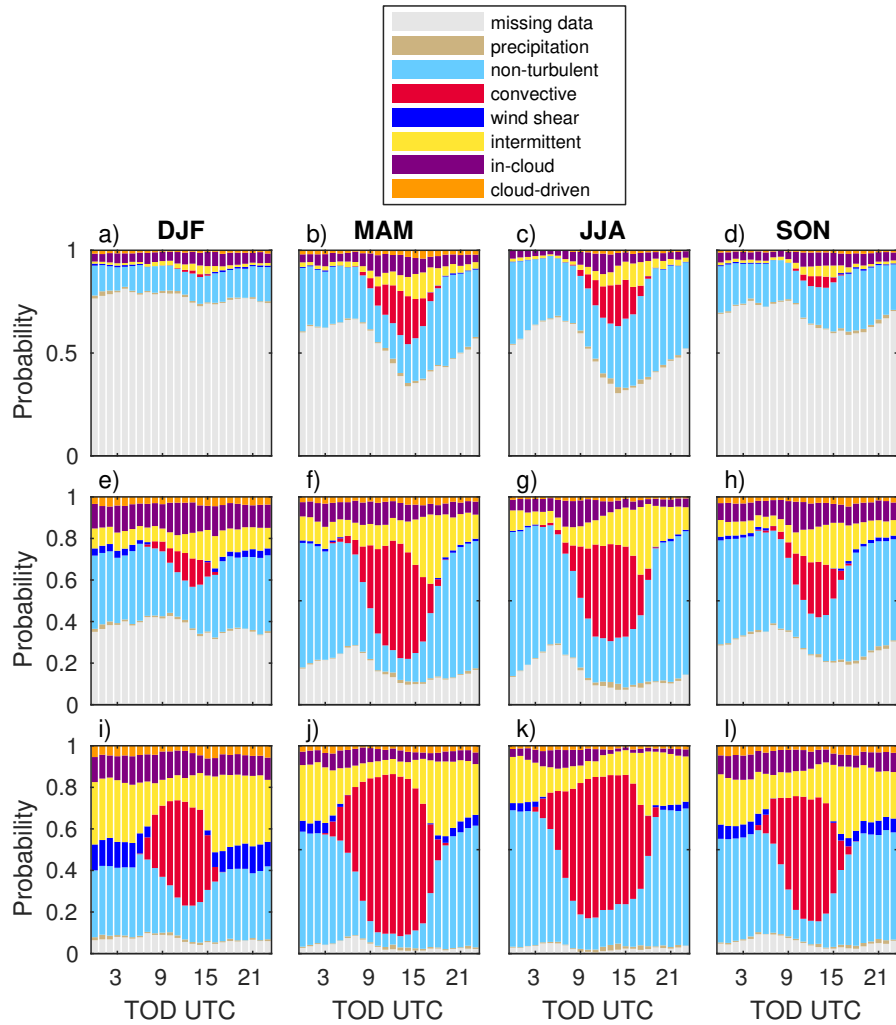 missing data
precipitation
non-turbulent
convective
wind shear
intermittent
in-cloud
cloud-driven
a) DJF b) MAM c) JJA d) SON
1
0.5
0
Probability
e) f) g) h)
1
0.8
0.6
0.4
0.2
0
Probability
i) j) k) l)
1
0.8
0.6
0.4
0.2
0
Probability
3 9 15 21 3 9 15 21 3 9 15 21 3 9 15 21
TOD UTC TOD UTC TOD UTC TOD UTC